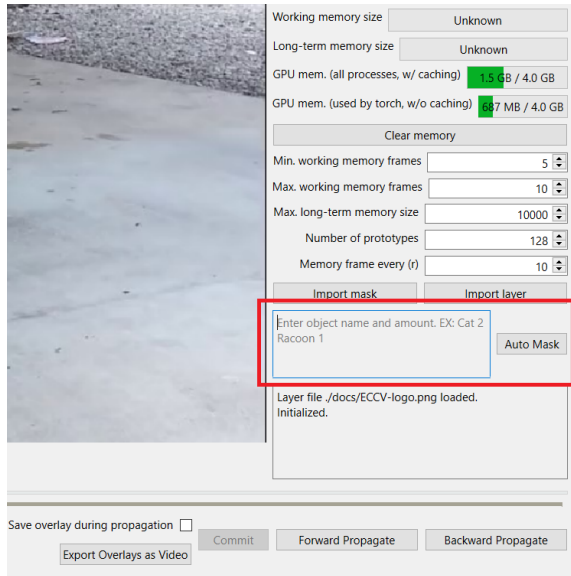 Working memory size Unknown
Long-term memory size Unknown
GPU mem. (all processes, w/ caching) 1.5 GB / 4.0 GB
GPU mem. (used by torch, w/o caching) 687 MB / 4.0 GB
Clear memory
Min. working memory frames 5
Max. working memory frames 10
Max. long-term memory size 10000
Number of prototypes 128
Memory frame every (r) 10
Import mask Import layer
Enter object name and amount. EX: Cat 2
Racoon 1
Auto Mask
Layer file ./docs/ECCV-logo.png loaded.
Initialized.
Save overlay during propagation
Commit Forward Propagate Backward Propagate
Export Overlays as Video